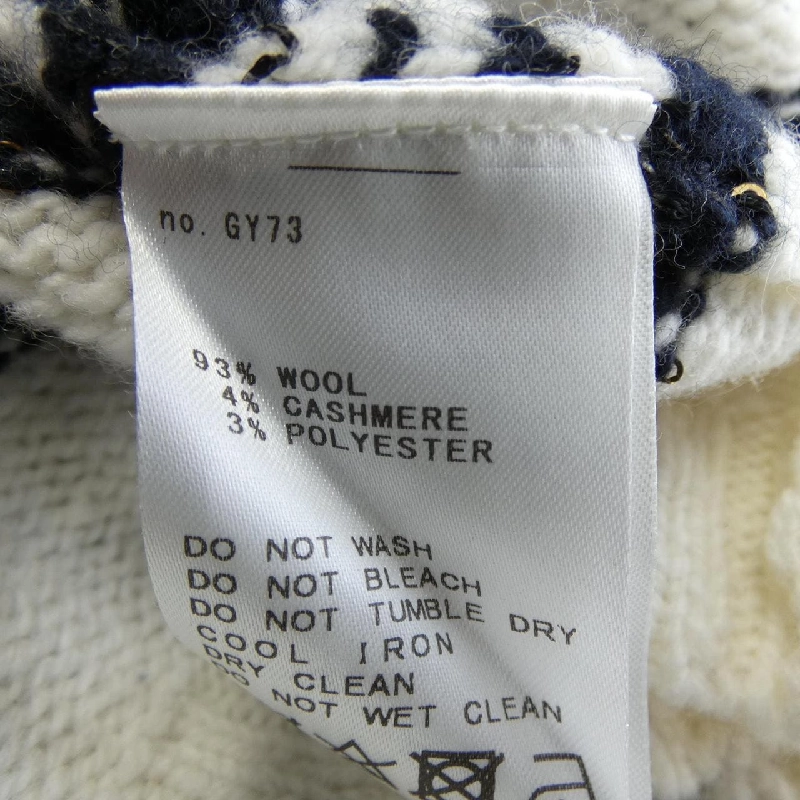 no. GY73
93% WOOL
4% CASHMERE
3% POLYESTER
DO NOT WASH
DO NOT BLEACH
DO NOT TUMBLE DRY
COOL IRON
DRY CLEAN
DO NOT WET CLEAN